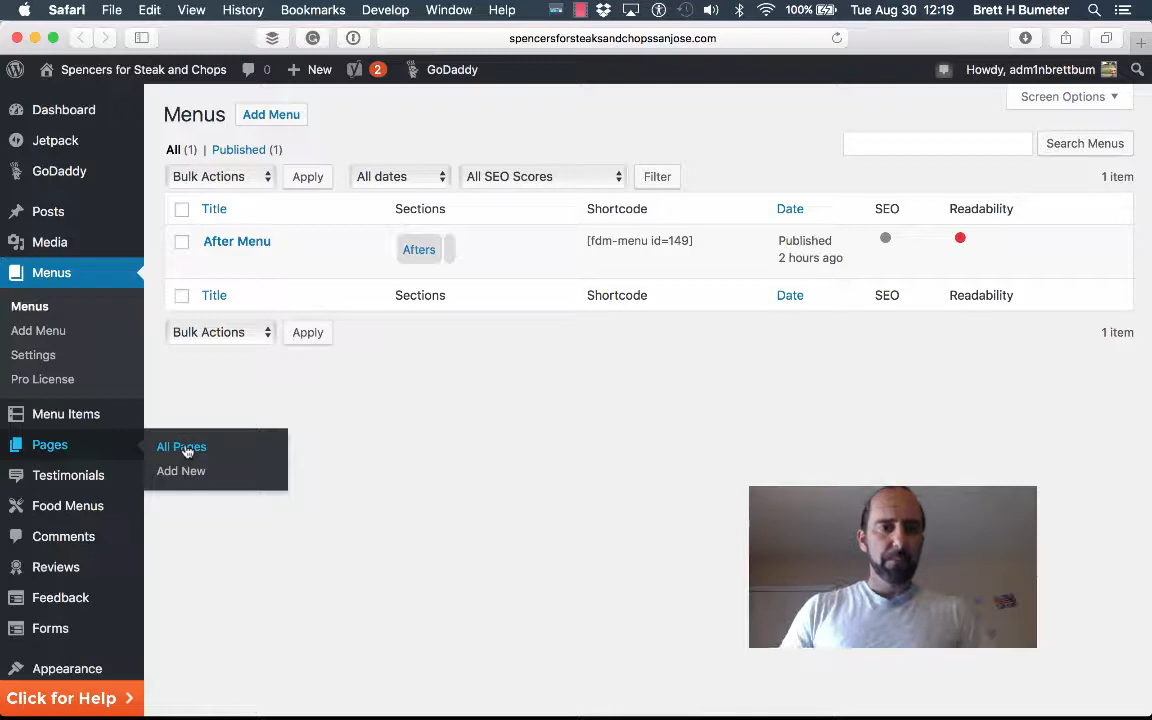 Safari File Edit View History Bookmarks Develop Window Help 100% Tue Aug 30 12:19 Brett H Bumeter
spencersforsteaksandchopssanjose.com
Spencers for Steak and Chops 0 New 2 GoDaddy Howdy, adm1nbrettbum
Dashboard
Jetpack
GoDaddy
Posts
Media
Menus
Menus
Add Menu
Settings
Pro License
Menu Items
Pages
Testimonials
Food Menus
Comments
Reviews
Feedback
Forms
Appearance
Click for Help
All Pages
Add New
Screen Options
Menus Add Menu
All (1) | Published (1)
Search Menus
Bulk Actions Apply All dates All SEO Scores Filter 1 item
Title Sections Shortcode Date SEO Readability
After Menu Afters [fdm-menu id=149] Published
2 hours ago
Title Sections Shortcode Date SEO Readability
Bulk Actions Apply 1 item